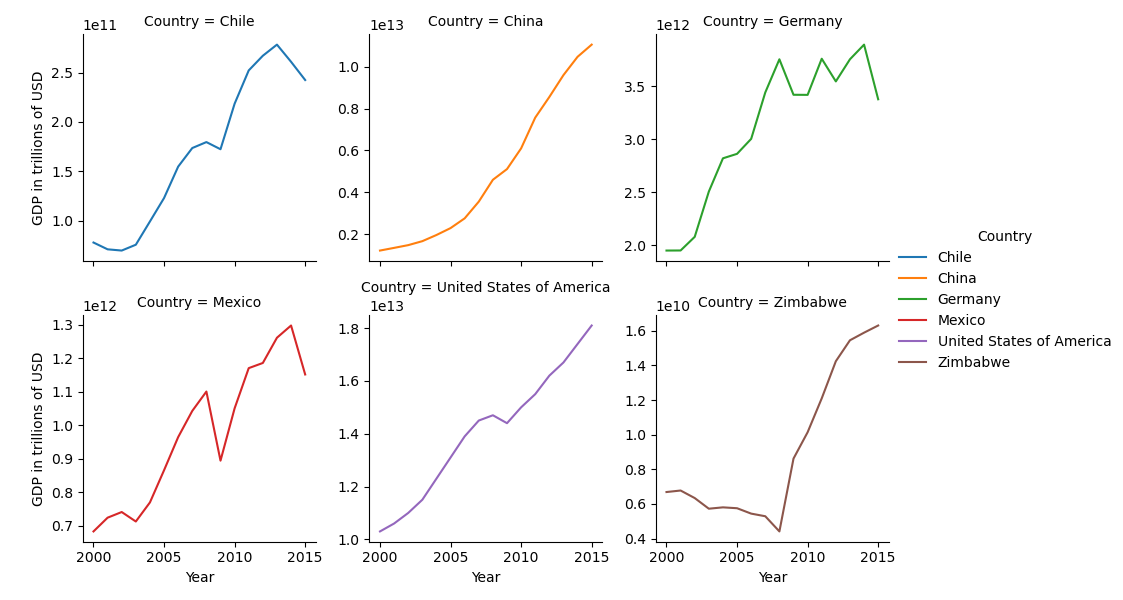 Country = Chile
1e11
GDP in trillions of USD
2.5
2.0
1.5
1.0
Country = China
1e13
1.0
0.8
0.6
0.4
0.2
Country = Germany
1e12
3.5
3.0
2.5
2.0
Country = Mexico
1e12
GDP in trillions of USD
1.3
1.2
1.1
1.0
0.9
0.8
0.7
2000 2005 2010 2015
Year
Country = United States of America
1e13
1.8
1.6
1.4
1.2
1.0
2000 2005 2010 2015
Year
Country = Zimbabwe
1e10
1.6
1.4
1.2
1.0
0.8
0.6
0.4
2000 2005 2010 2015
Year
Country
Chile
China
Germany
Mexico
United States of America
Zimbabwe